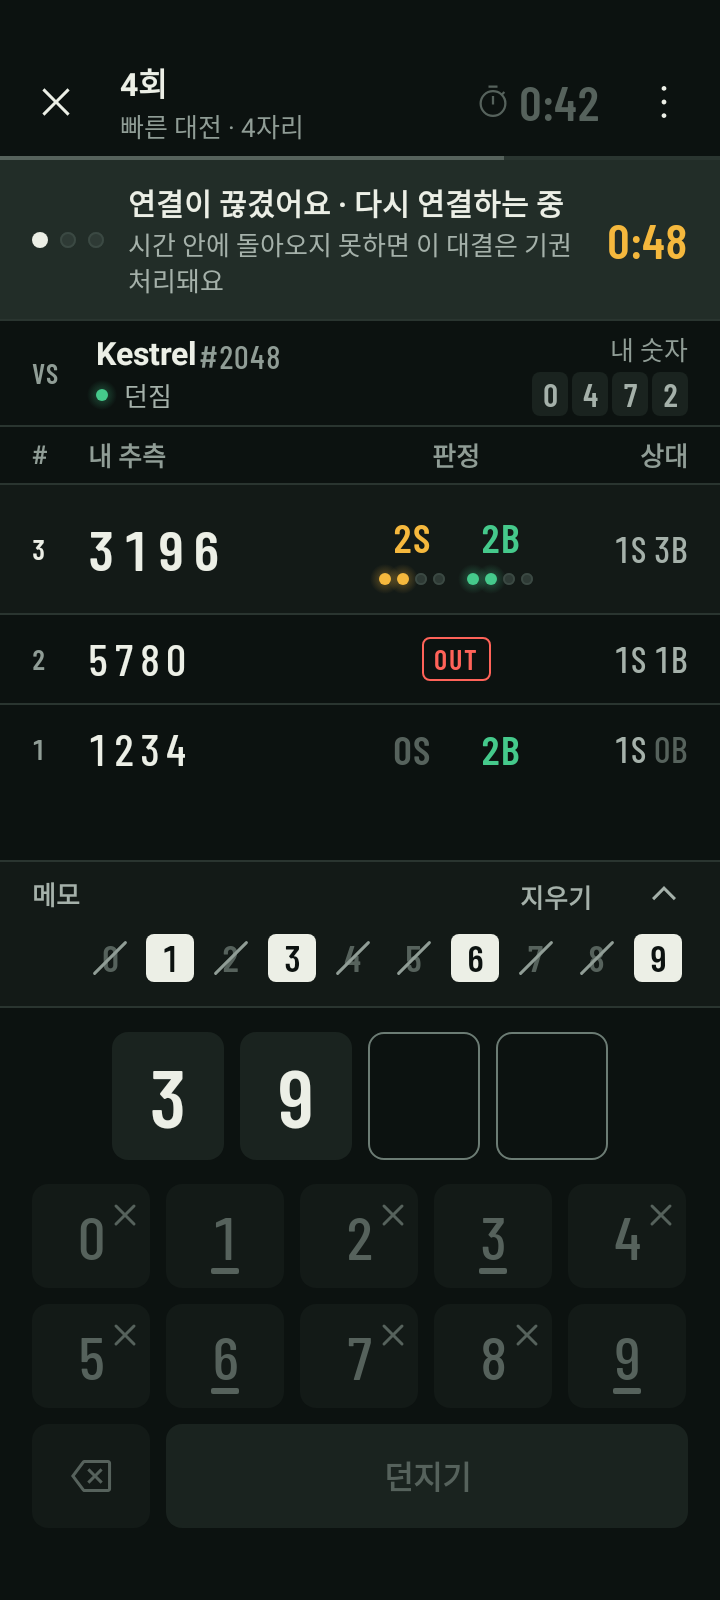 4회
빠른 대전 · 4자리
0:42
연결이 끊겼어요 · 다시 연결하는 중
시간 안에 돌아오지 못하면 이 대결은 기권
처리돼요
0:48
VS
Kestrel #2048
던짐
내 숫자
0 4 7 2
# 내 추측 판정 상대
3 3196 2S 2B 1S 3B
2 5780 OUT 1S 1B
1 1234 0S 2B 1S 0B
메모 지우기
0 1 2 3 4 5 6 7 8 9
3 9
0 1 2 3 4
5 6 7 8 9
던지기